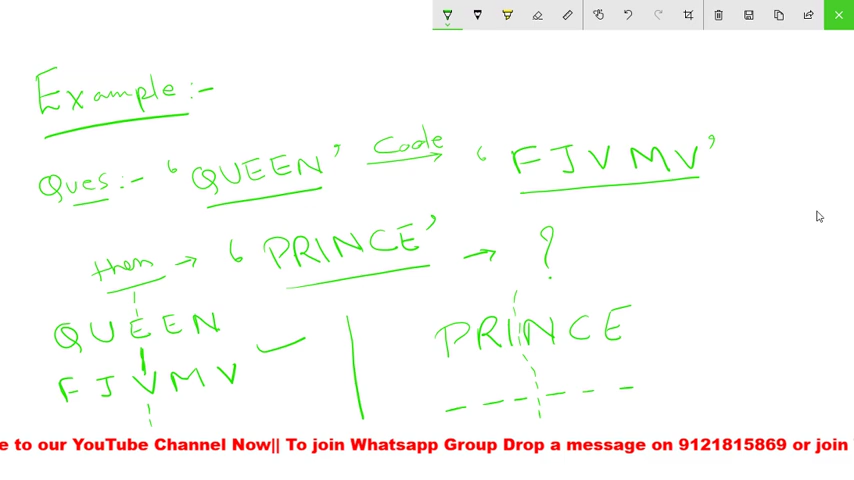 Example:-
Ques:- 'QUEEN' Code 'FJVMV'
then → 'PRINCE' → ?
QUEEN PRINCE
FJVMV
e to our YouTube Channel Now|| To join Whatsapp Group Drop a message on 9121815869 or join